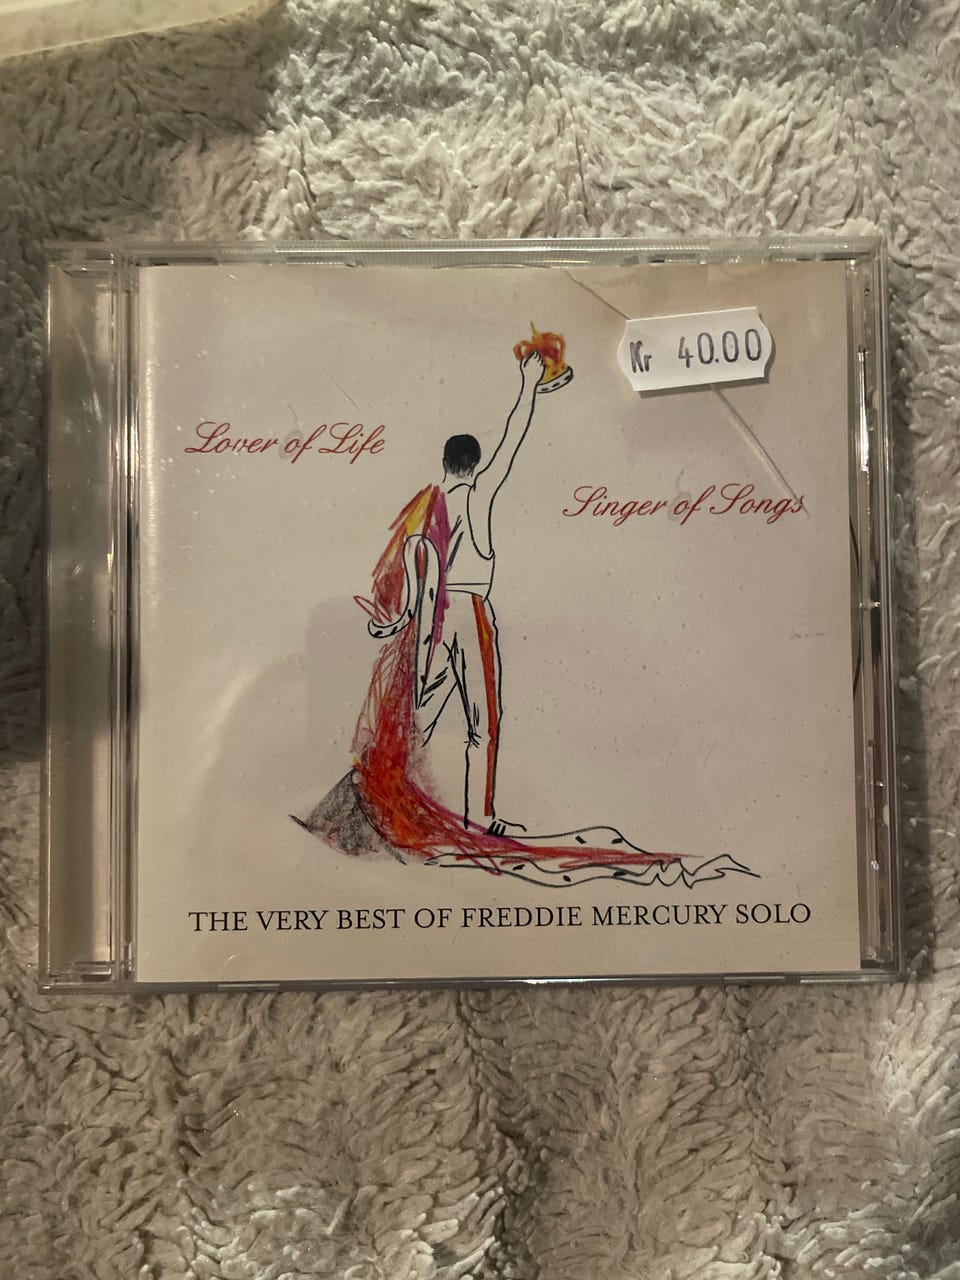 Kr 40.00
Lover of Life
Singer of Songs
THE VERY BEST OF FREDDIE MERCURY SOLO